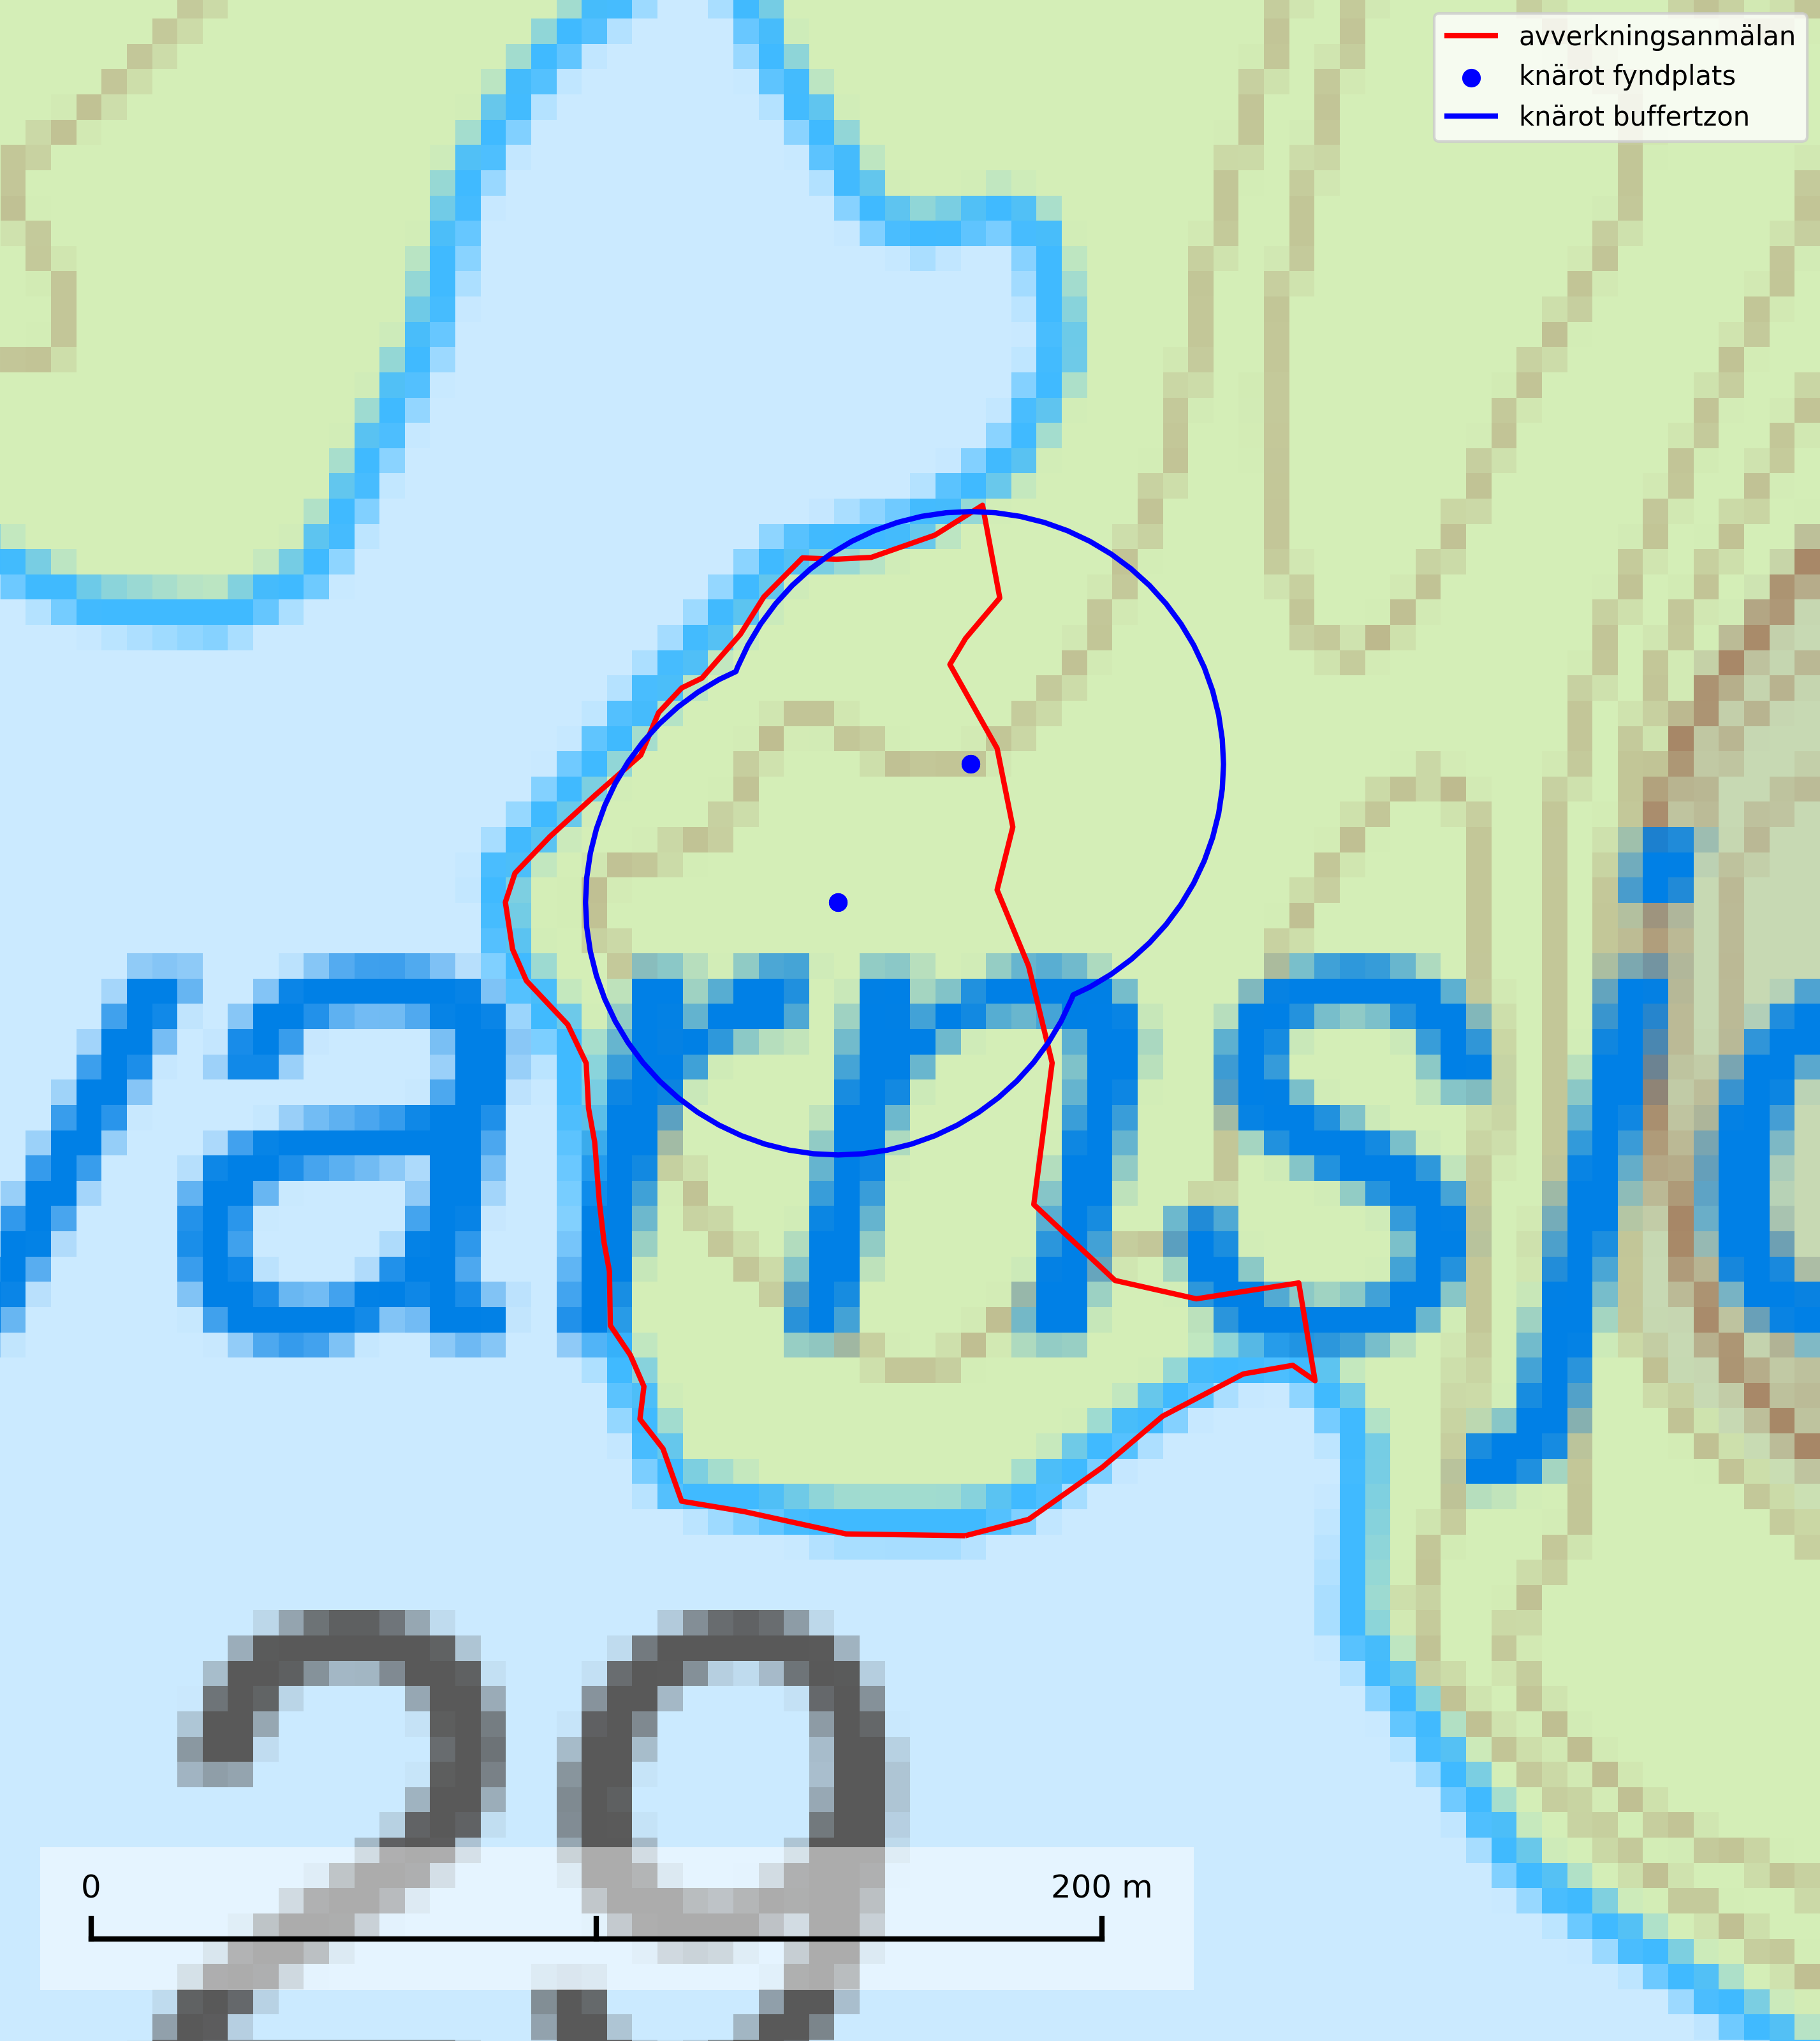 avverkningsanmälan
knärot fyndplats
knärot buffertzon
arns
29
0 200 m